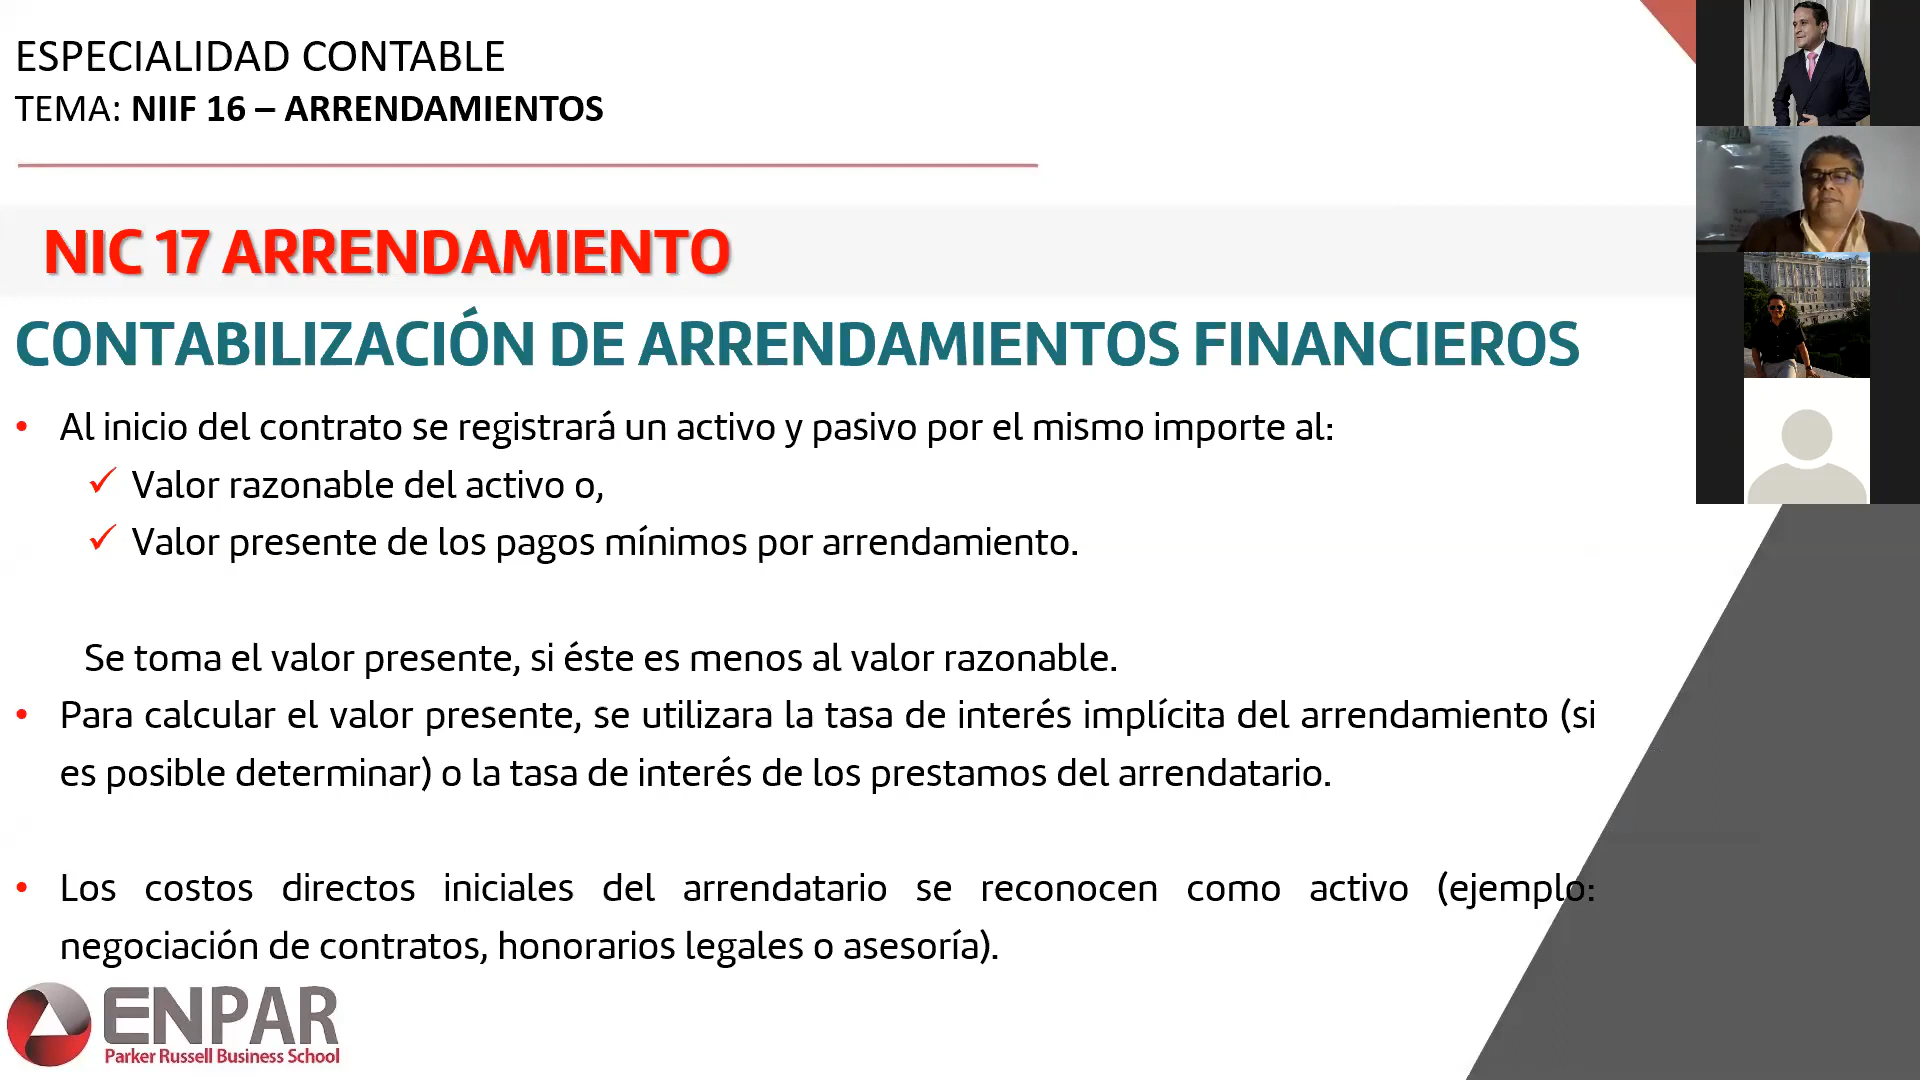 ESPECIALIDAD CONTABLE
TEMA: NIIF 16 – ARRENDAMIENTOS
NIC 17 ARRENDAMIENTO
CONTABILIZACIÓN DE ARRENDAMIENTOS FINANCIEROS
• Al inicio del contrato se registrará un activo y pasivo por el mismo importe al:
✓ Valor razonable del activo o,
✓ Valor presente de los pagos mínimos por arrendamiento.
Se toma el valor presente, si éste es menos al valor razonable.
• Para calcular el valor presente, se utilizara la tasa de interés implícita del arrendamiento (si
es posible determinar) o la tasa de interés de los prestamos del arrendatario.
• Los costos directos iniciales del arrendatario se reconocen como activo (ejemplo:
negociación de contratos, honorarios legales o asesoría).
ENPAR
Parker Russell Business School